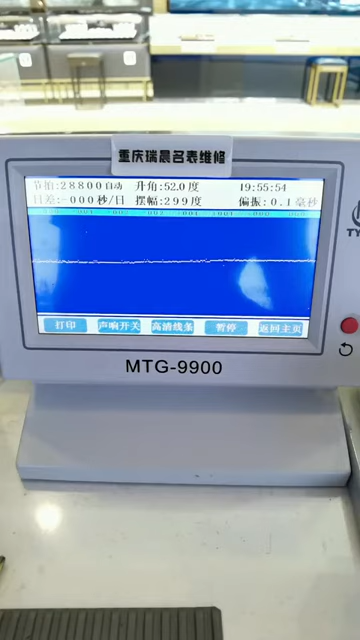 重庆瑞晨名表维修
节拍:28800自动 升角:52.0度 19:55:54
日差:-000秒/日 摆幅:299度 偏振:0.1毫秒
打印 声响开关 高清线条 暂停 返回主页
MTG-9900
TY